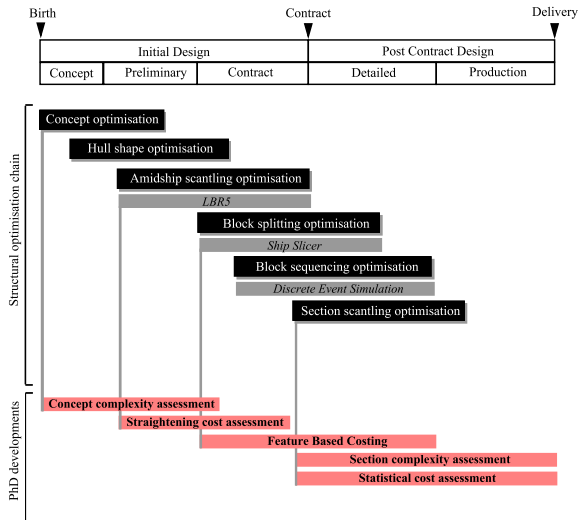 Birth
Contract
Delivery
Initial Design
Post Contract Design
Concept
Preliminary
Contract
Detailed
Production
Structural optimisation chain
Concept optimisation
Hull shape optimisation
Amidship scantling optimisation
LBR5
Block splitting optimisation
Ship Slicer
Block sequencing optimisation
Discrete Event Simulation
Section scantling optimisation
PhD developments
Concept complexity assessment
Straightening cost assessment
Feature Based Costing
Section complexity assessment
Statistical cost assessment